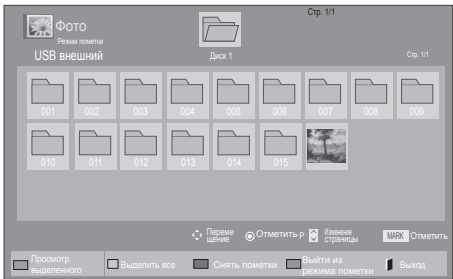 Стр. 1/1
Фото
Режим пометки
USB внешний
Диск 1
Стр. 1/1
001 002 003 004 005 006 007 008 009
010 011 012 013 014 015
Переме
щение
Отметить P
Изменение
страницы
MARK Отметить
Просмотр
выделенного
Выделить все
Снять пометки
Выйти из
режима пометки
Выход